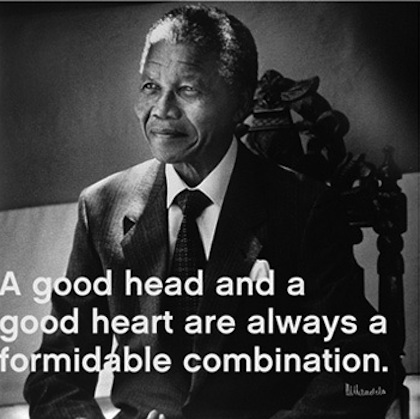 A good head and a
good heart are always a
formidable combination.